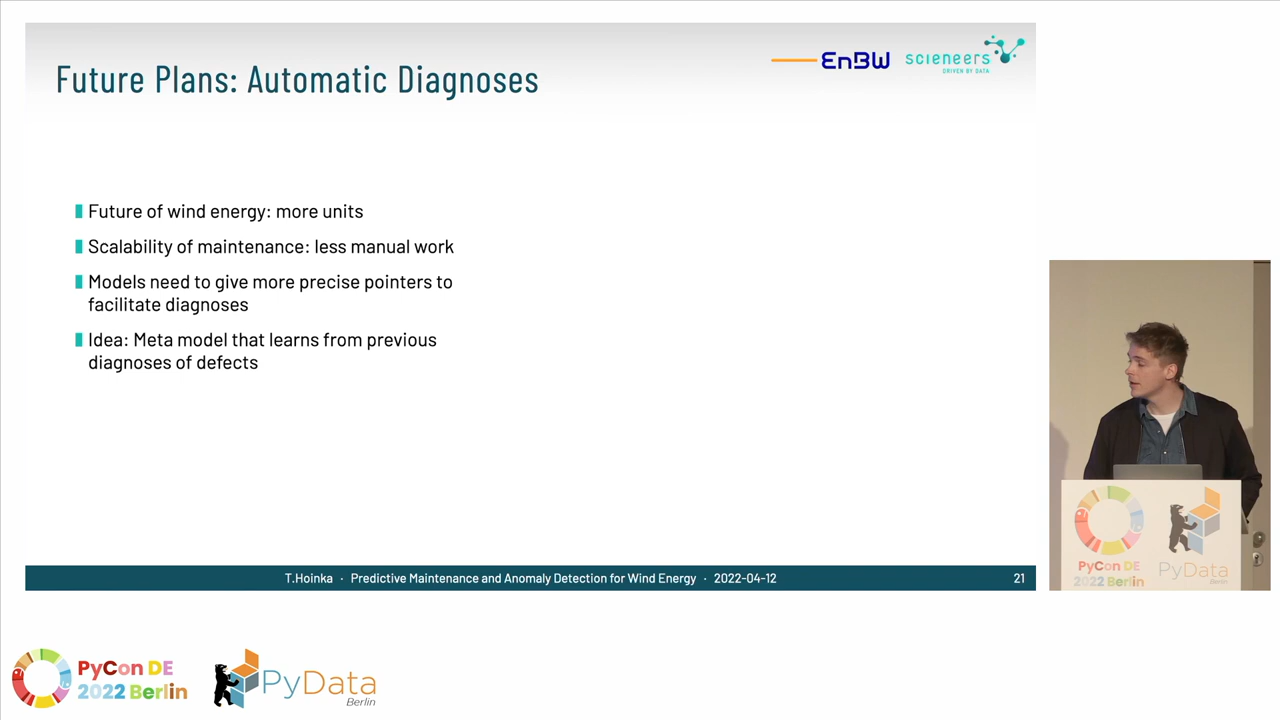 Future Plans: Automatic Diagnoses
EnBW
scieneers
DRIVEN BY DATA
Future of wind energy: more units
Scalability of maintenance: less manual work
Models need to give more precise pointers to
facilitate diagnoses
Idea: Meta model that learns from previous
diagnoses of defects
T.Hoinka · Predictive Maintenance and Anomaly Detection for Wind Energy · 2022-04-12
21
PyCon DE
2022 Berlin
PyData
Berlin
PyCon DE
2022 Berlin
PyData
Berlin